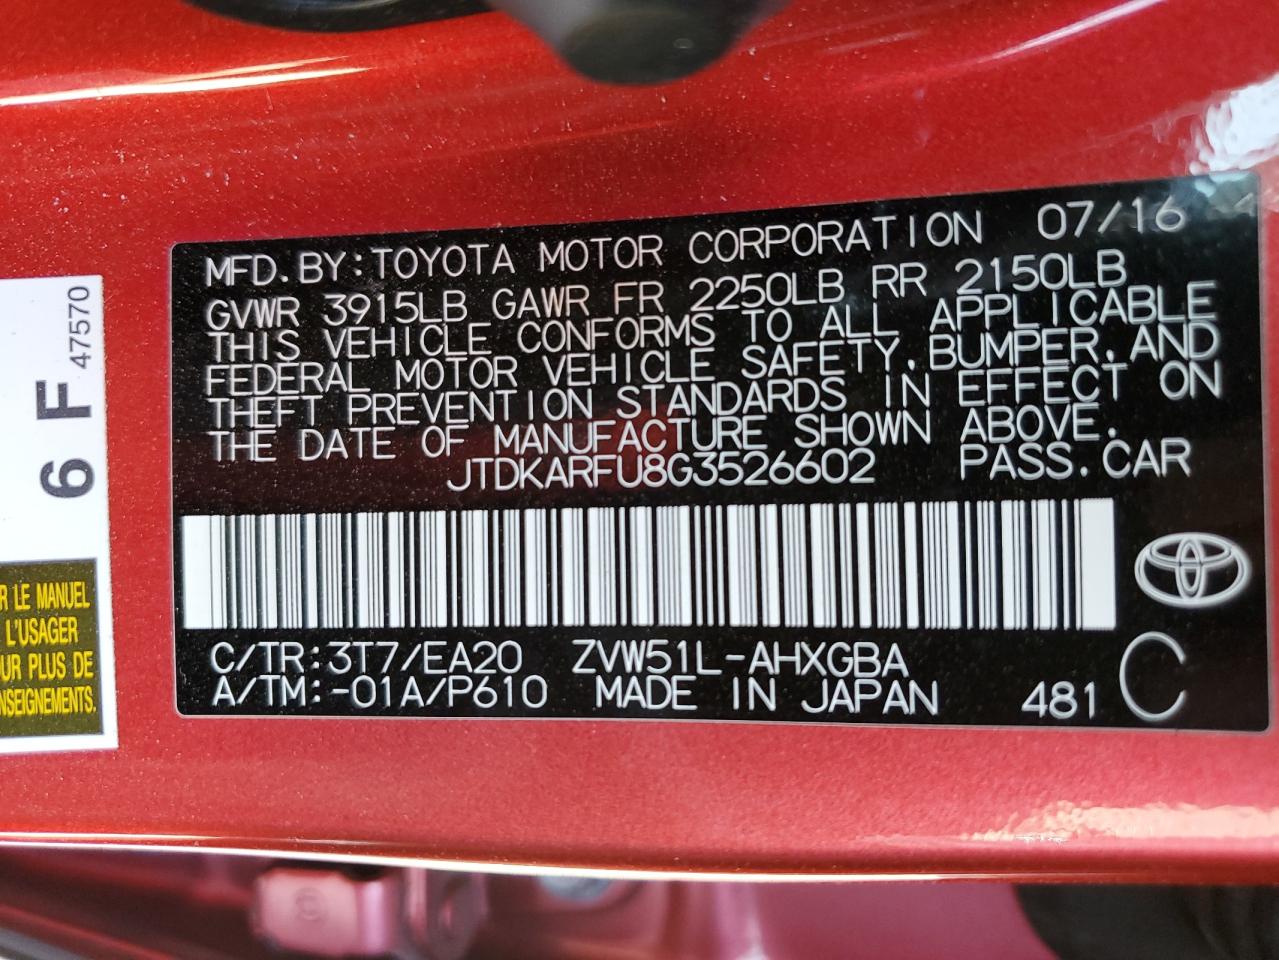 MFD.BY:TOYOTA MOTOR CORPORATION 07/16
GVWR 3915LB GAWR FR 2250LB RR 2150LB
THIS VEHICLE CONFORMS TO ALL APPLICABLE
FEDERAL MOTOR VEHICLE SAFETY,BUMPER,AND
THEFT PREVENTION STANDARDS IN EFFECT ON
THE DATE OF MANUFACTURE SHOWN ABOVE.
JTDKARFU8G3526602 PASS.CAR
C/TR:3T7/EA20 ZVW51L-AHXGBA
A/TM:-01A/P610 MADE IN JAPAN 481 C
6 F 47570
R LE MANUEL
L'USAGER
UR PLUS DE
NSEIGNEMENTS.